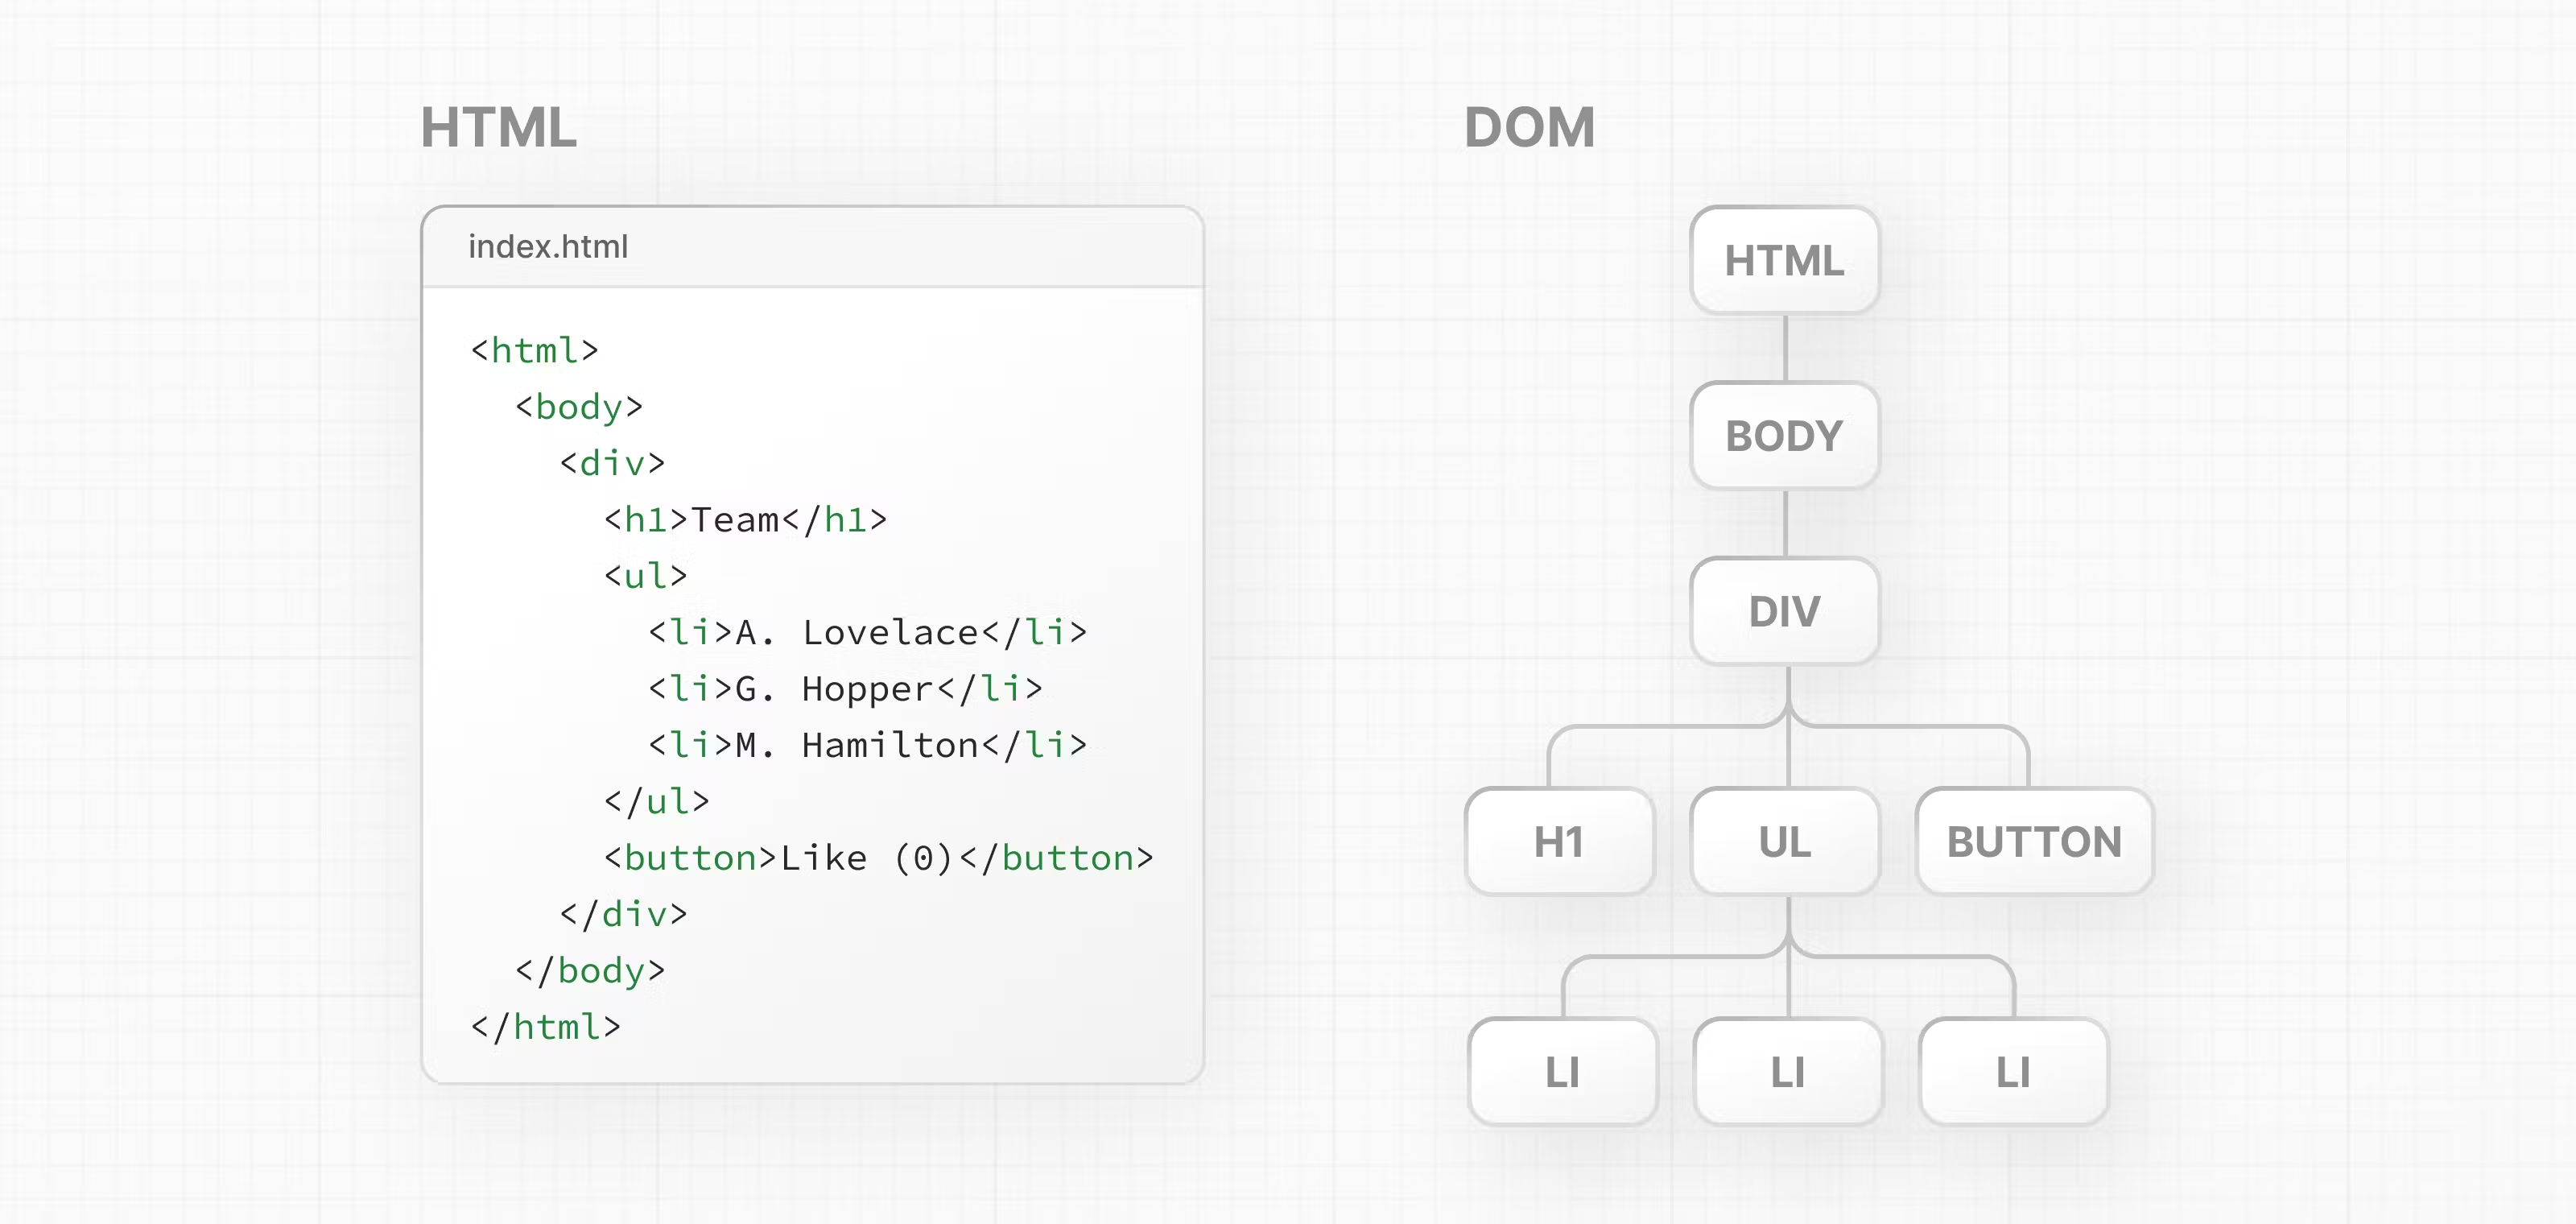 HTML
index.html
<html>
<body>
<div>
<h1>Team</h1>
<ul>
<li>A. Lovelace</li>
<li>G. Hopper</li>
<li>M. Hamilton</li>
</ul>
<button>Like (0)</button>
</div>
</body>
</html>
DOM
HTML
BODY
DIV
H1 UL BUTTON
LI LI LI